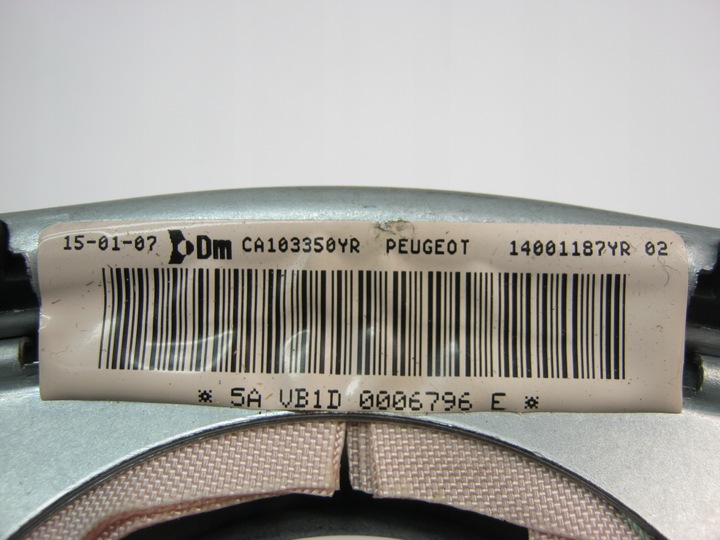 15-01-07 Dm CA103350YR PEUGEOT 14001187YR 02
* 5A VB1D 0006796 E *